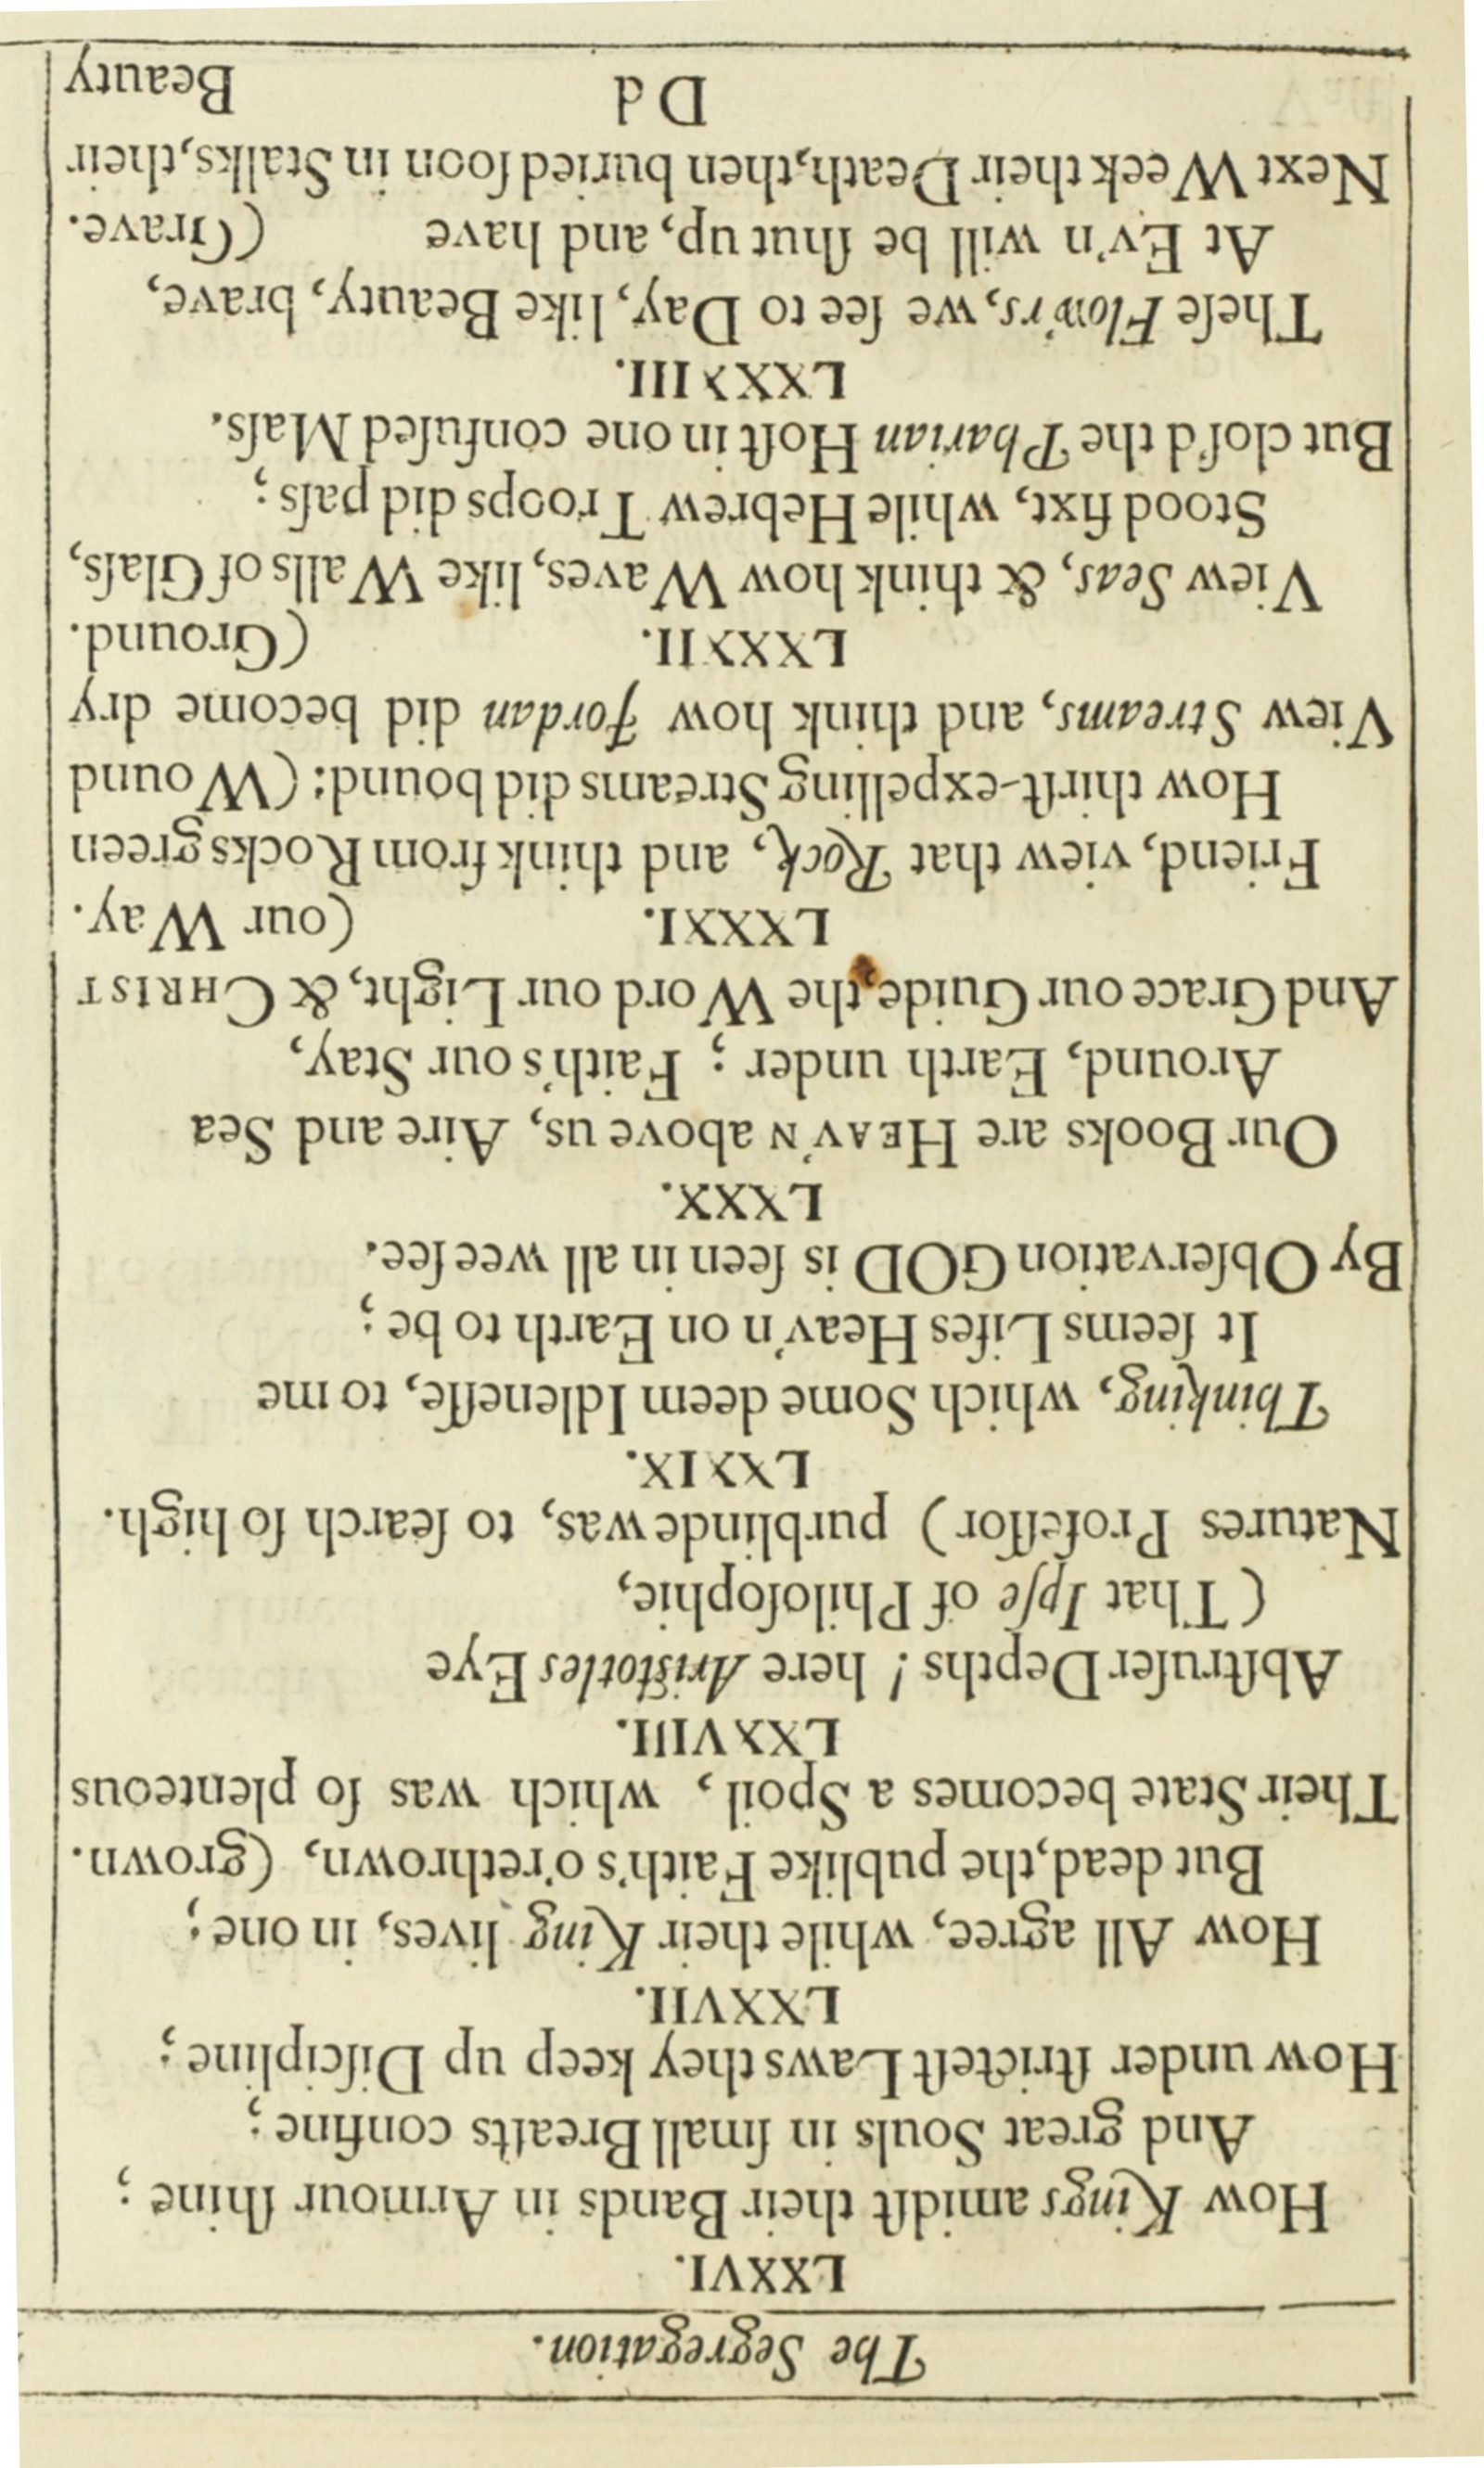 The Segregation.
LXXVI.
How Kings amidſt their Bands in Armour ſhine ;
And great Souls in ſmall Breaſts confine ;
How under ſtricteſt Laws they keep up Diſcipline ;
LXXVII.
How All agree, while their King lives, in one ;
But dead, the publike Faith's o'rethrown, (grown.
Their State becomes a Spoil, which was ſo plenteous
LXXVIII.
Abſtruſer Depths ! here Ariſtotles Eye
(That Ipſe of Philoſophie,
Natures Profeſſor) purblinde was, to ſearch ſo high.
LXXIX.
Thinking, which Some deem Idleneſſe, to me
It ſeems Lifes Heav'n on Earth to be ;
By Obſervation GOD is ſeen in all wee ſee.
LXXX.
Our Books are HEAV'N above us, Aire and Sea
Around, Earth under ; Faith's our Stay,
And Grace our Guide, the Word our Light, & CHRIST
LXXXI. (our Way.
Friend, view that Rock, and think from Rocks green
How thirſt-expelling Streams did bound : (Wound
View Streams, and think how Jordan did become dry
LXXXII. (Ground.
View Seas, & think how Waves, like Walls of Glaſs,
Stood fixt, while Hebrew Troops did paſs ;
But clos'd the Pharian Hoſt in one confuſed Maſs.
LXXXIII.
Theſe Flow'rs, we ſee to Day, like Beauty, brave,
At Ev'n will be ſhut up, and have (Grave.
Next Week their Death, then buried ſoon in Stalks, their
Dd Beauty